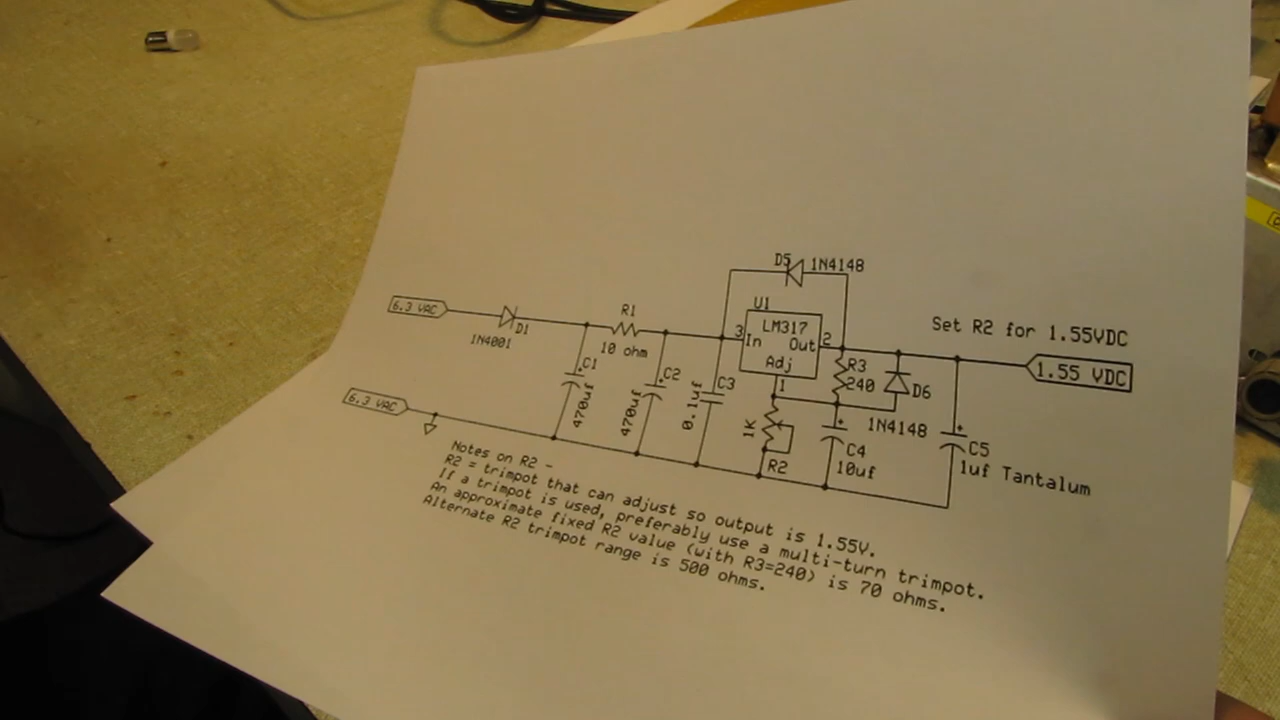 D5 1N4148
U1
6.3 VAC
D1
1N4001
R1
10 ohm
3
In
LM317
Out
2
Adj
1
Set R2 for 1.55VDC
1.55 VDC
+
C1
470uf
+
C2
470uf
C3
0.1uf
R3
240
D6
1N4148
1K
R2
+
C4
10uf
+
C5
1uf Tantalum
6.3 VAC
Notes on R2 -
R2 = trimpot that can adjust so output is 1.55V.
If a trimpot is used, preferably use a multi-turn trimpot.
An approximate fixed R2 value (with R3=240) is 70 ohms.
Alternate R2 trimpot range is 500 ohms.